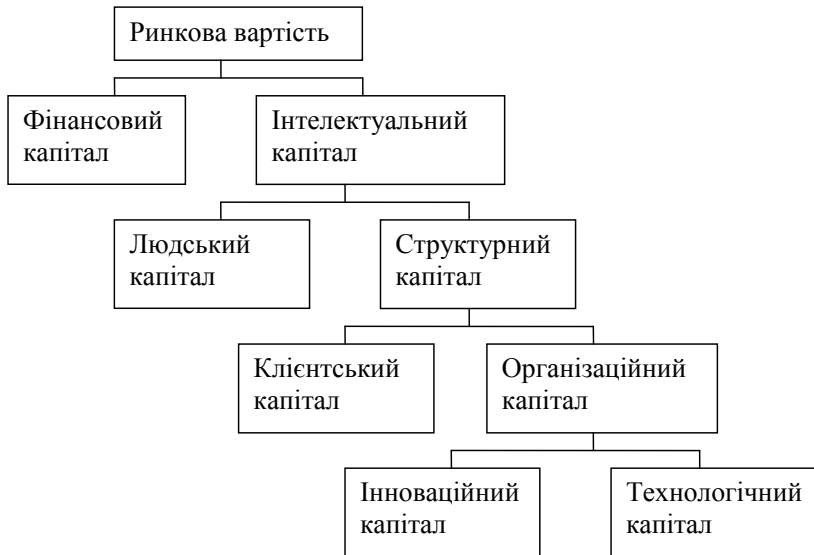 Ринкова вартість
Фінансовий
капітал
Інтелектуальний
капітал
Людський
капітал
Структурний
капітал
Клієнтський
капітал
Організаційний
капітал
Інноваційний
капітал
Технологічний
капітал